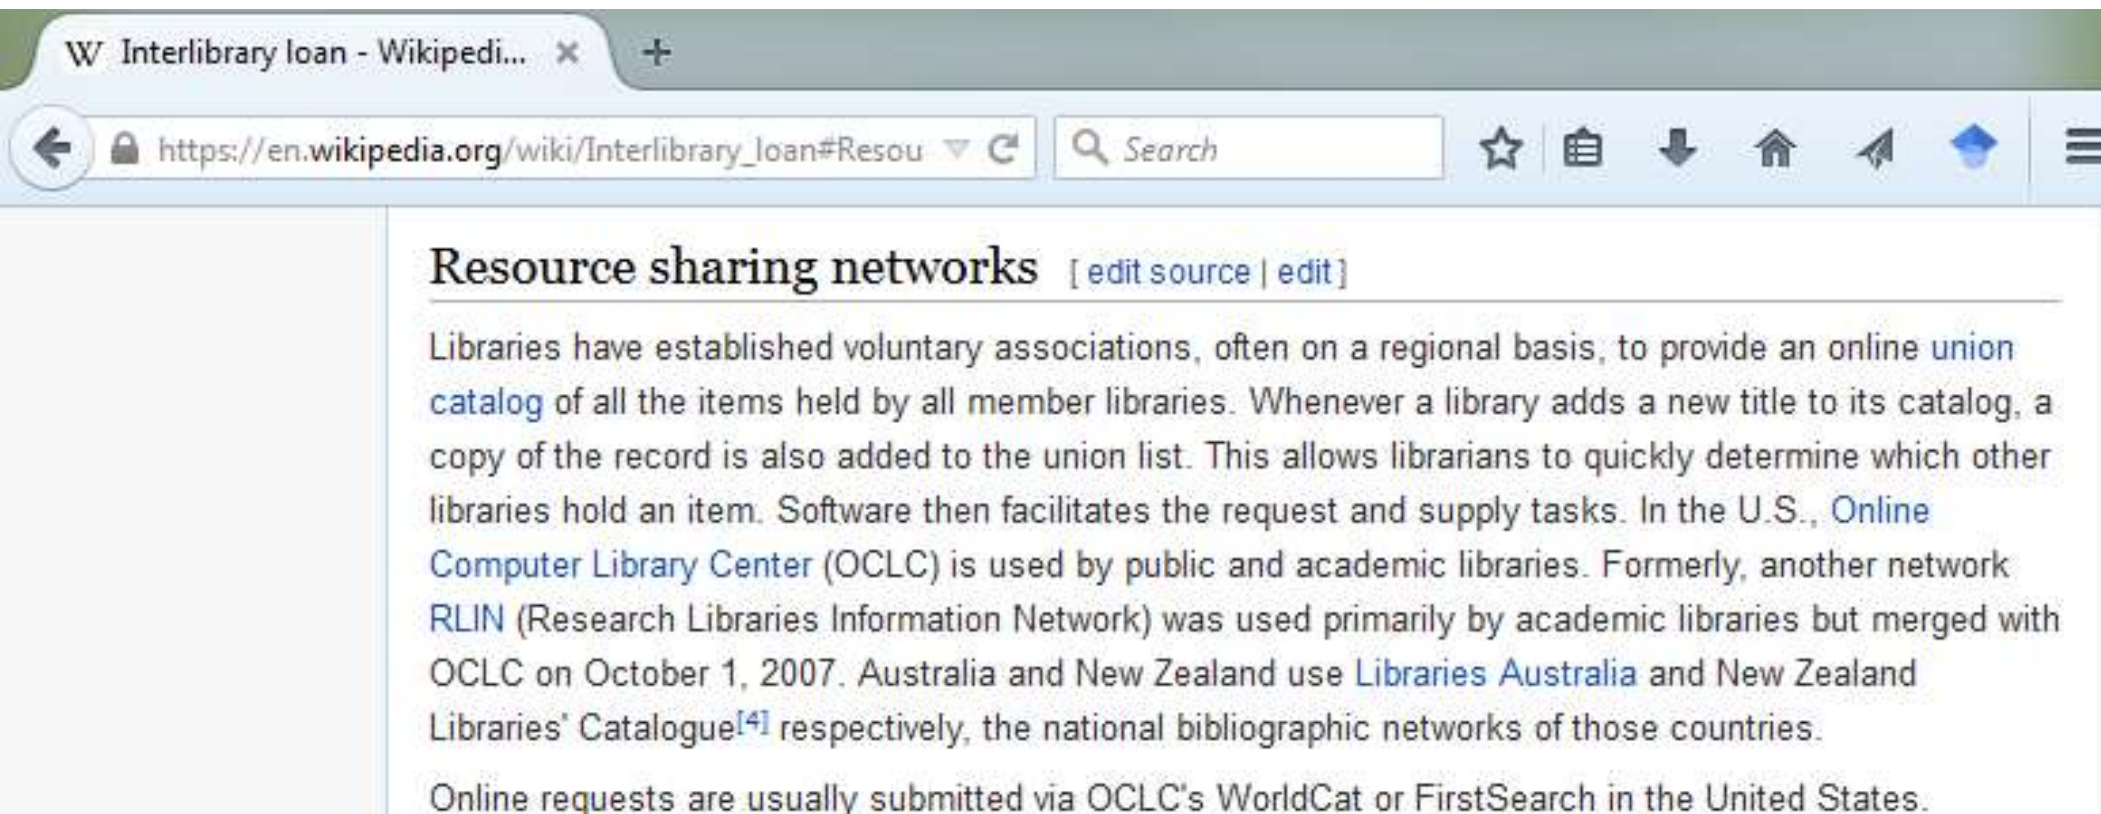 W Interlibrary loan - Wikipedi... × +
https://en.wikipedia.org/wiki/Interlibrary_loan#Resou Search
Resource sharing networks [ edit source | edit ]
Libraries have established voluntary associations, often on a regional basis, to provide an online union
catalog of all the items held by all member libraries. Whenever a library adds a new title to its catalog, a
copy of the record is also added to the union list. This allows librarians to quickly determine which other
libraries hold an item. Software then facilitates the request and supply tasks. In the U.S., Online
Computer Library Center (OCLC) is used by public and academic libraries. Formerly, another network
RLIN (Research Libraries Information Network) was used primarily by academic libraries but merged with
OCLC on October 1, 2007. Australia and New Zealand use Libraries Australia and New Zealand
Libraries' Catalogue[4] respectively, the national bibliographic networks of those countries.
Online requests are usually submitted via OCLC's WorldCat or FirstSearch in the United States.